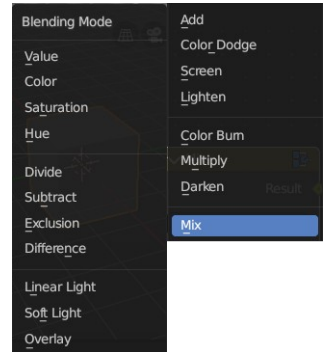 Blending Mode
Value
Color
Saturation
Hue
Divide
Subtract
Exclusion
Difference
Linear Light
Soft Light
Overlay
Add
Color Dodge
Screen
Lighten
Color Burn
Multiply
Darken
Result
Mix